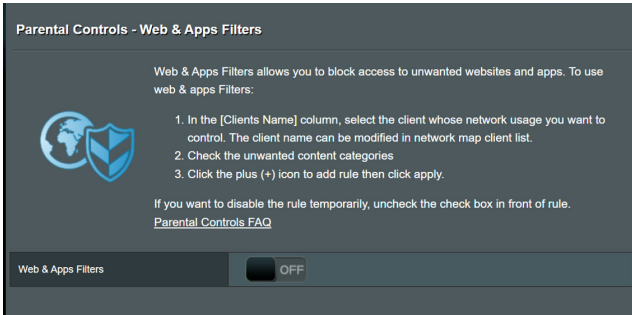 Parental Controls - Web & Apps Filters
Web & Apps Filters allows you to block access to unwanted websites and apps. To use
web & apps Filters:
1. In the [Clients Name] column, select the client whose network usage you want to
control. The client name can be modified in network map client list.
2. Check the unwanted content categories
3. Click the plus (+) icon to add rule then click apply.
If you want to disable the rule temporarily, uncheck the check box in front of rule.
Parental Controls FAQ
Web & Apps Filters
OFF